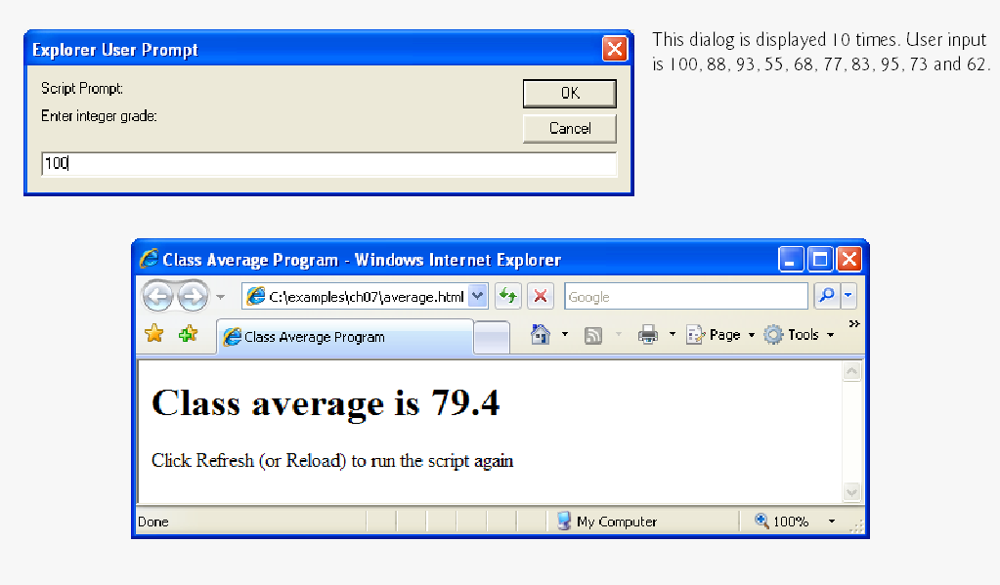 Explorer User Prompt
This dialog is displayed 10 times. User input
is 100, 88, 93, 55, 68, 77, 83, 95, 73 and 62.
Script Prompt:
OK
Enter integer grade:
Cancel
100
Class Average Program - Windows Internet Explorer
C:\examples\ch07\average.html
Google
Class Average Program
Page
Tools
Class average is 79.4
Click Refresh (or Reload) to run the script again
Done
My Computer
100%